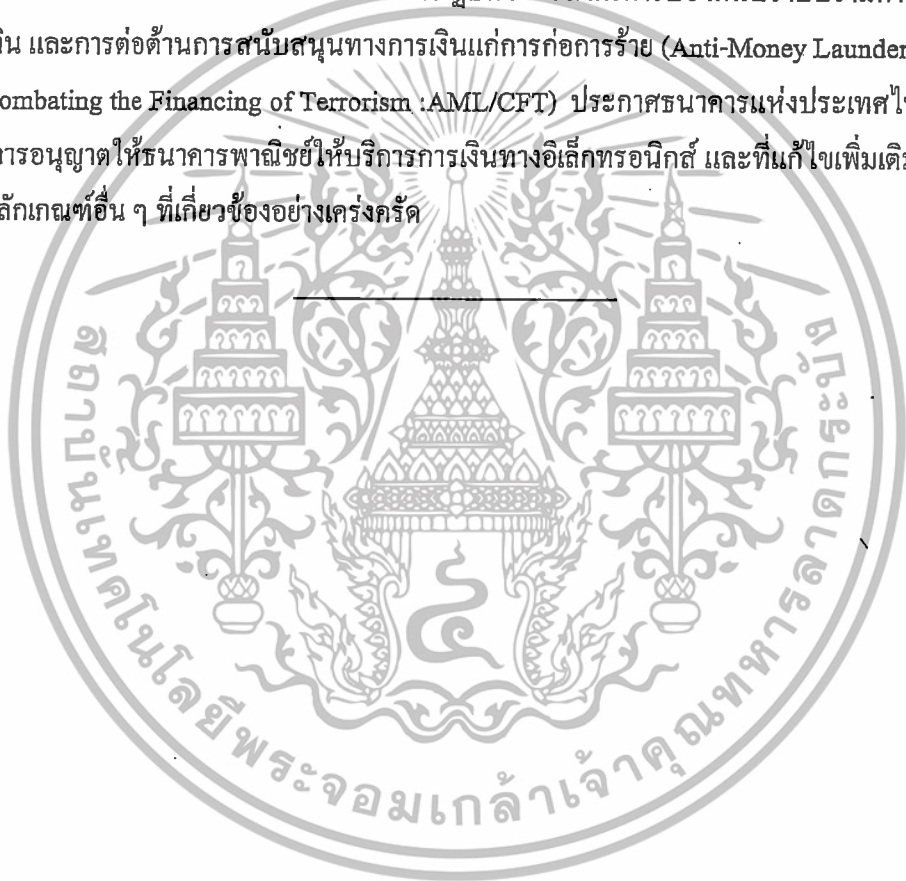 ิน และการต่อต้านการสนับสนุนทางการเงินแก่การก่อการร้าย (Anti-Money Launder
ombating the Financing of Terrorism :AML/CFT) ประกาศธนาคารแห่งประเทศไ
ารอนุญาตให้ธนาคารพาณิชย์ให้บริการการเงินทางอิเล็กทรอนิกส์ และที่แก้ไขเพิ่มเติ
ลักเกณฑ์อื่น ๆ ที่เกี่ยวข้องอย่างเคร่งครัด
สถาบันเทคโนโลยีพระจอมเกล้าเจ้าคุณทหารลาดกระบัง